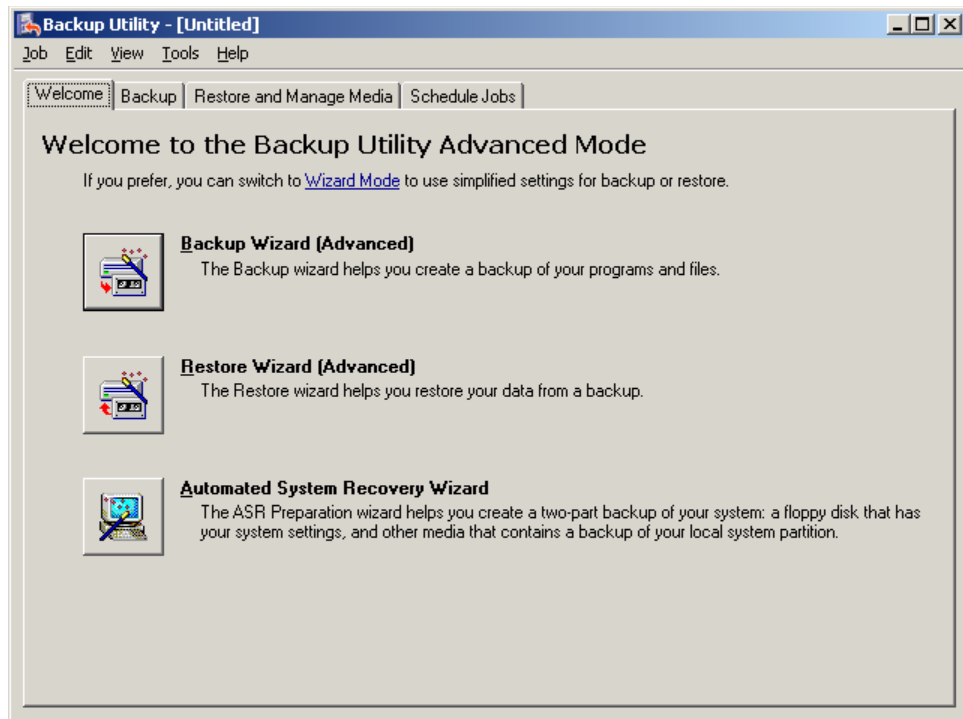 Backup Utility - [Untitled]
Job Edit View Tools Help
Welcome Backup Restore and Manage Media Schedule Jobs
Welcome to the Backup Utility Advanced Mode
If you prefer, you can switch to Wizard Mode to use simplified settings for backup or restore.
Backup Wizard (Advanced)
The Backup wizard helps you create a backup of your programs and files.
Restore Wizard (Advanced)
The Restore wizard helps you restore your data from a backup.
Automated System Recovery Wizard
The ASR Preparation wizard helps you create a two-part backup of your system: a floppy disk that has
your system settings, and other media that contains a backup of your local system partition.